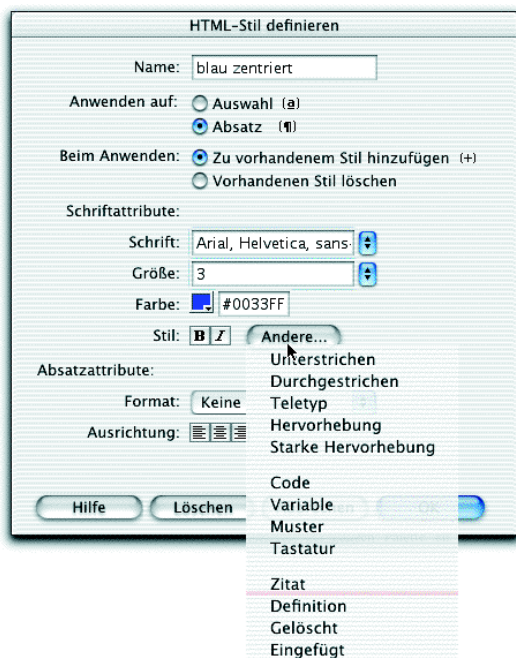 HTML-Stil definieren
Name: blau zentriert
Anwenden auf: Auswahl (a)
Absatz (¶)
Beim Anwenden: Zu vorhandenem Stil hinzufügen (+)
Vorhandenen Stil löschen
Schriftattribute:
Schrift: Arial, Helvetica, sans-
Größe: 3
Farbe: #0033FF
Stil: B I Andere...
Unterstrichen
Absatzattribute:
Durchgestrichen
Format: Keine
Teletyp
Ausrichtung:
Hervorhebung
Starke Hervorhebung
Code
Hilfe Löschen OK
Variable
Muster
Tastatur
Zitat
Definition
Gelöscht
Eingefügt